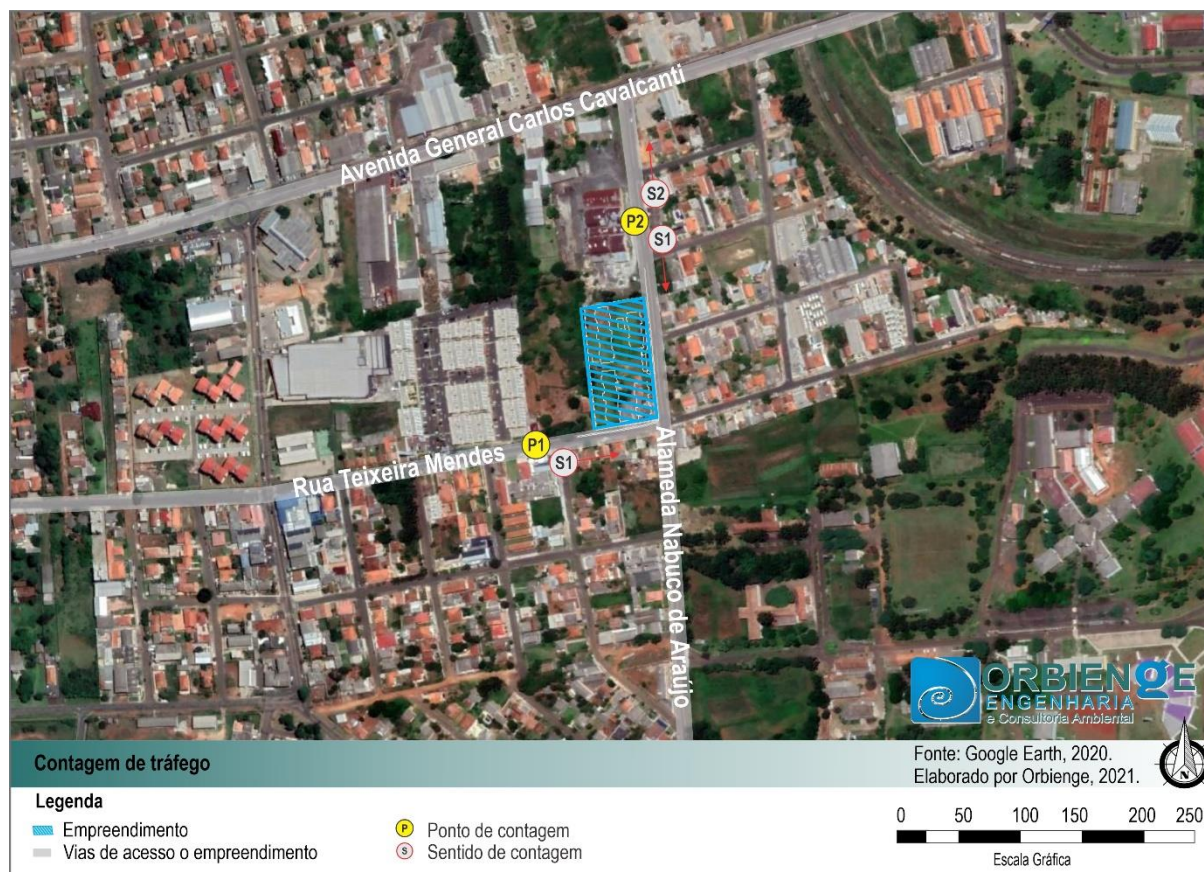 Avenida General Carlos Cavalcanti
S2
P2
S1
P1
S1
Rua Teixeira Mendes
Alameda Nabuco de Araújo
ORBIENGE
ENGENHARIA
e Consultoria Ambiental
Contagem de tráfego
Fonte: Google Earth, 2020.
Elaborado por Orbienge, 2021.
N
Legenda
Empreendimento
Vias de acesso o empreendimento
P Ponto de contagem
S Sentido de contagem
0 50 100 150 200 250
Escala Gráfica